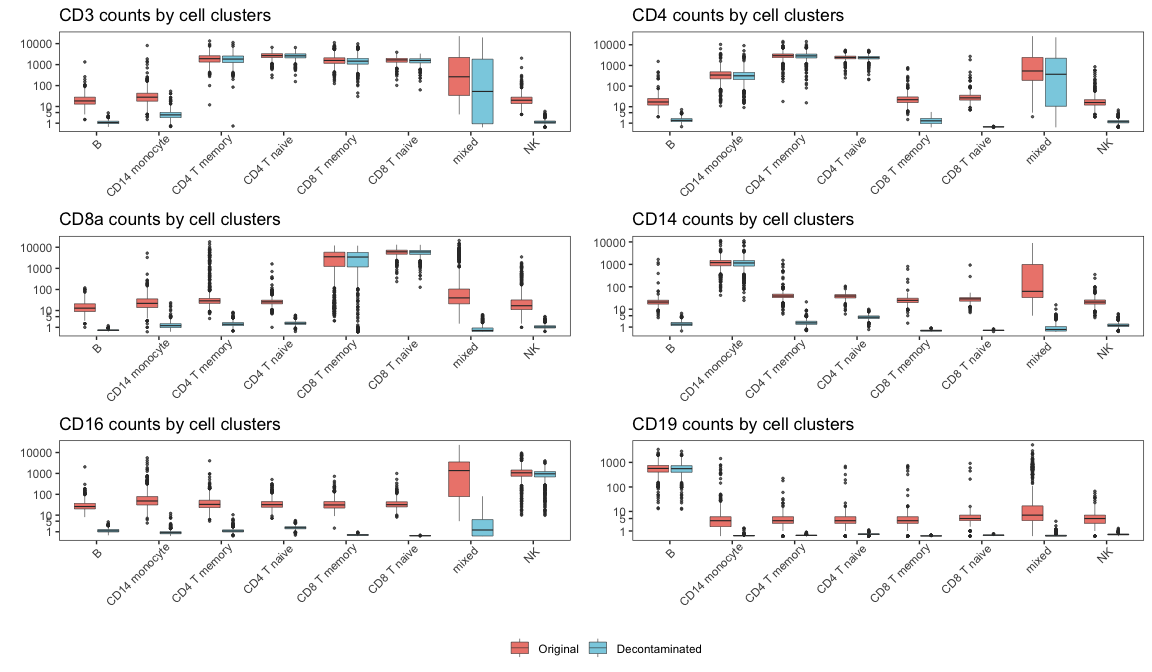 CD3 counts by cell clusters
10000
1000
100
10
5
1
B
CD14 monocyte
CD4 T memory
CD4 T naive
CD8 T memory
CD8 T naive
mixed
NK
CD4 counts by cell clusters
10000
1000
100
10
5
1
B
CD14 monocyte
CD4 T memory
CD4 T naive
CD8 T memory
CD8 T naive
mixed
NK
CD8a counts by cell clusters
10000
1000
100
10
5
1
B
CD14 monocyte
CD4 T memory
CD4 T naive
CD8 T memory
CD8 T naive
mixed
NK
CD14 counts by cell clusters
10000
1000
100
10
5
1
B
CD14 monocyte
CD4 T memory
CD4 T naive
CD8 T memory
CD8 T naive
mixed
NK
CD16 counts by cell clusters
10000
1000
100
10
5
1
B
CD14 monocyte
CD4 T memory
CD4 T naive
CD8 T memory
CD8 T naive
mixed
NK
CD19 counts by cell clusters
1000
100
10
5
1
B
CD14 monocyte
CD4 T memory
CD4 T naive
CD8 T memory
CD8 T naive
mixed
NK
Original
Decontaminated